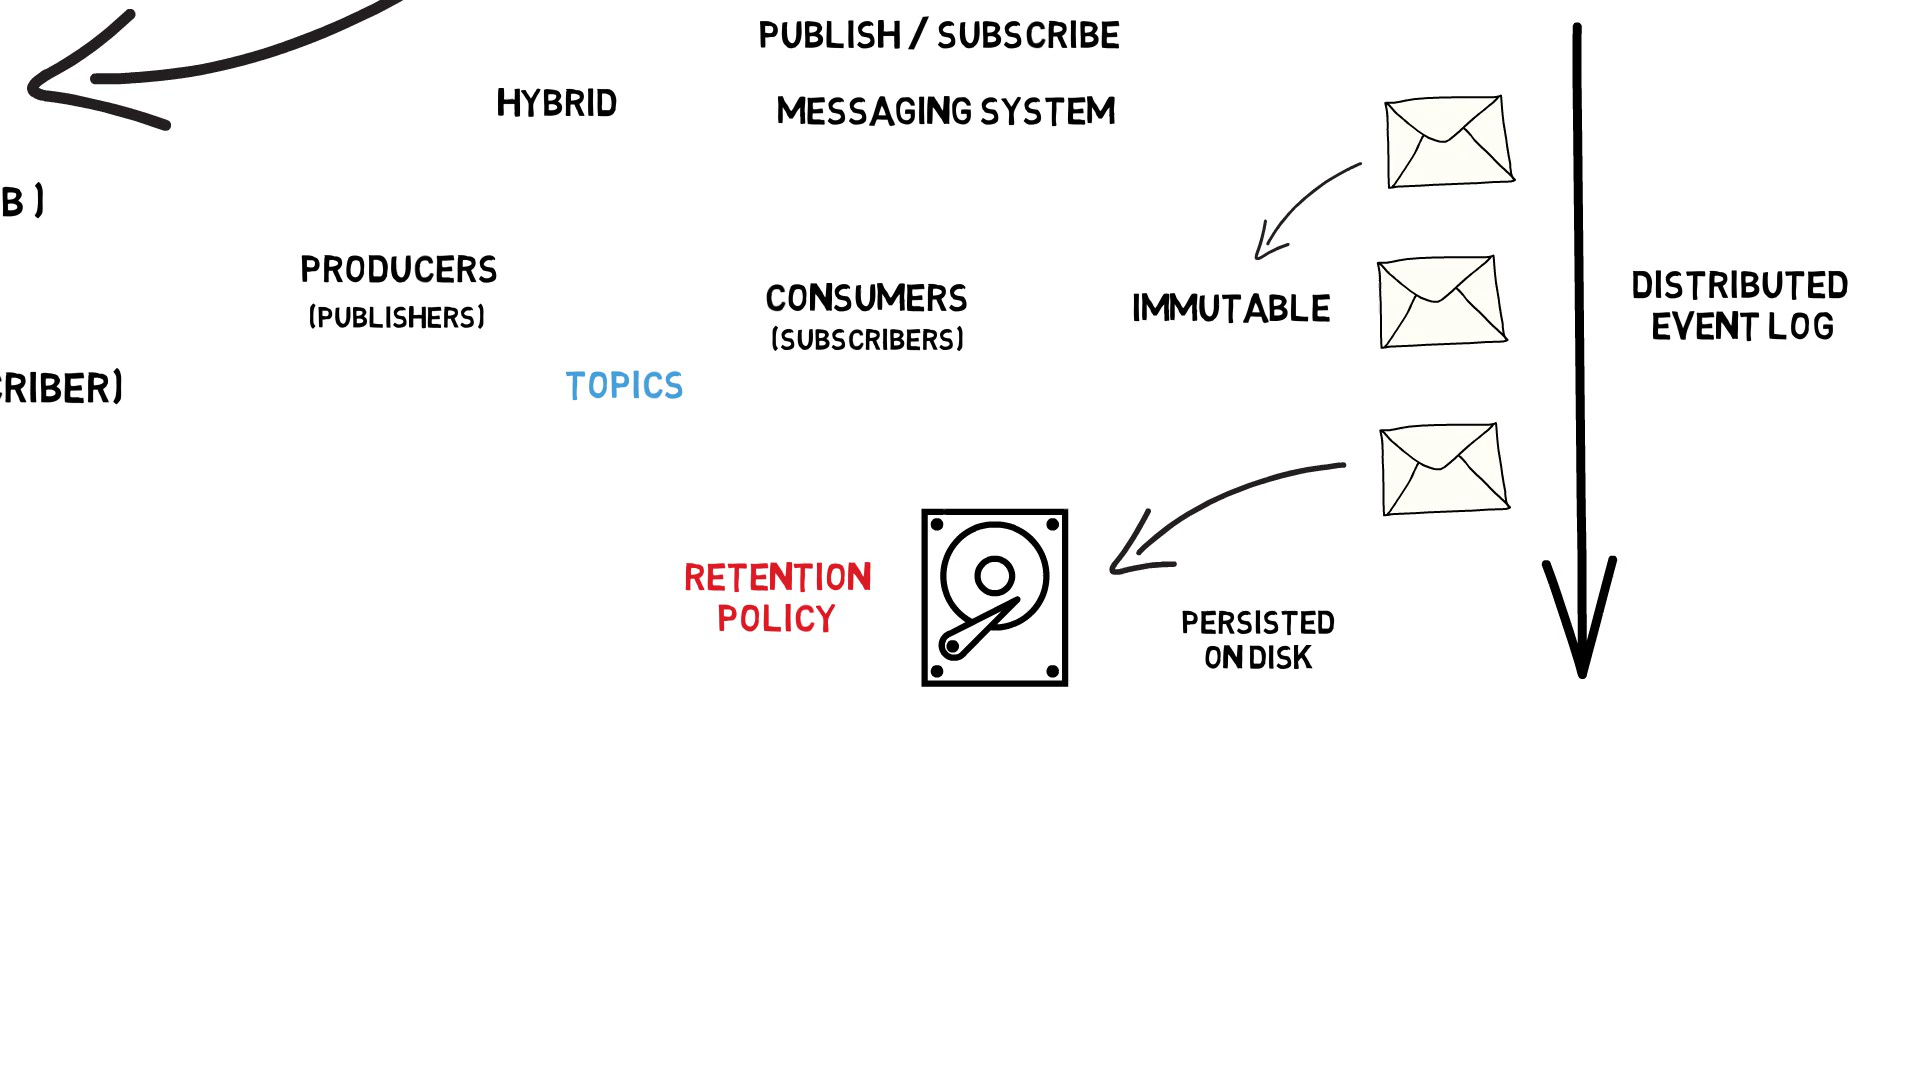 PUBLISH / SUBSCRIBE
HYBRID
MESSAGING SYSTEM
B )
PRODUCERS
(PUBLISHERS)
CONSUMERS
(SUBSCRIBERS)
IMMUTABLE
DISTRIBUTED
EVENT LOG
CRIBER)
TOPICS
RETENTION
POLICY
PERSISTED
ON DISK